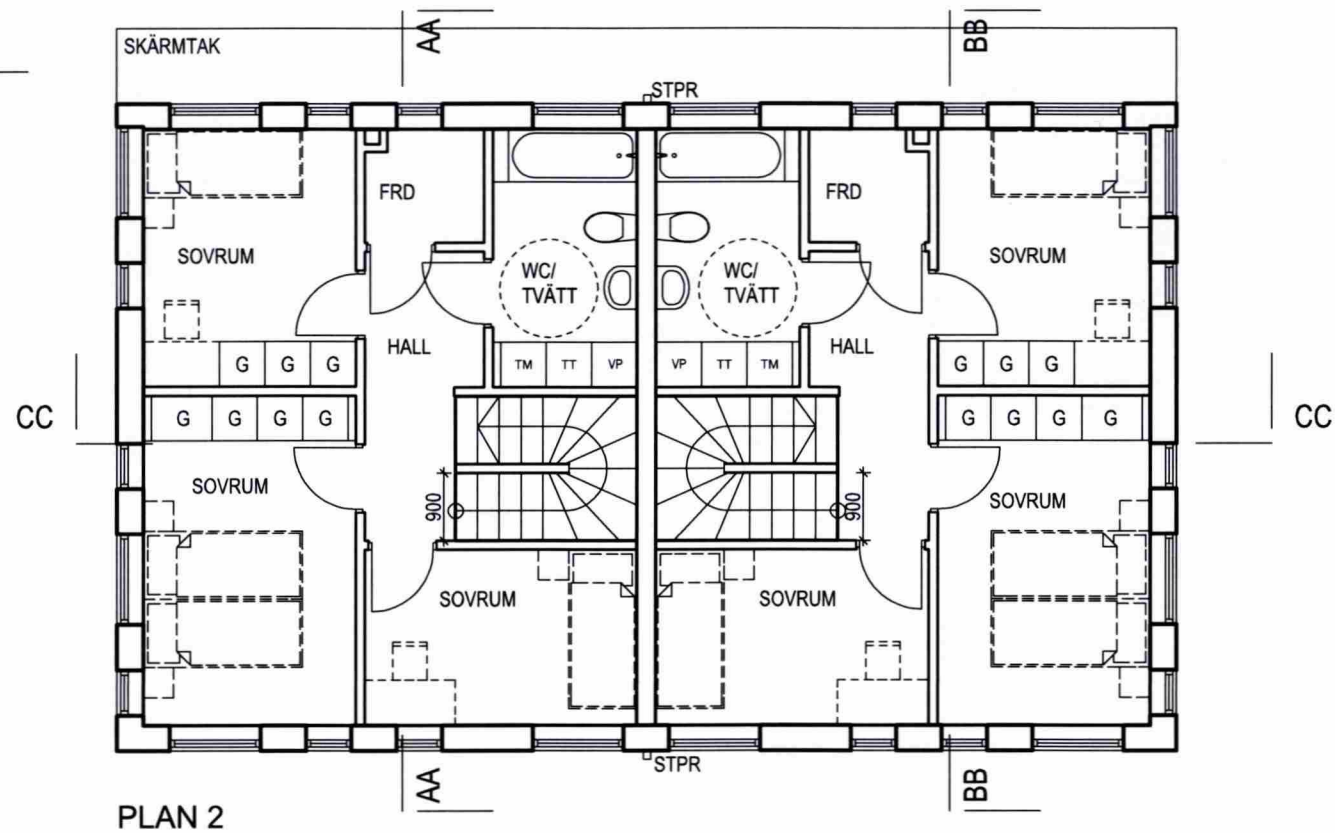 AA
BB
SKÄRMTAK
STPR
FRD
FRD
SOVRUM
WC/
TVÄTT
WC/
TVÄTT
SOVRUM
HALL
HALL
G G G
TM TT VP
VP TT TM
G G G
CC
CC
G G G G
G G G G
SOVRUM
SOVRUM
900
900
SOVRUM
SOVRUM
STPR
AA
BB
PLAN 2